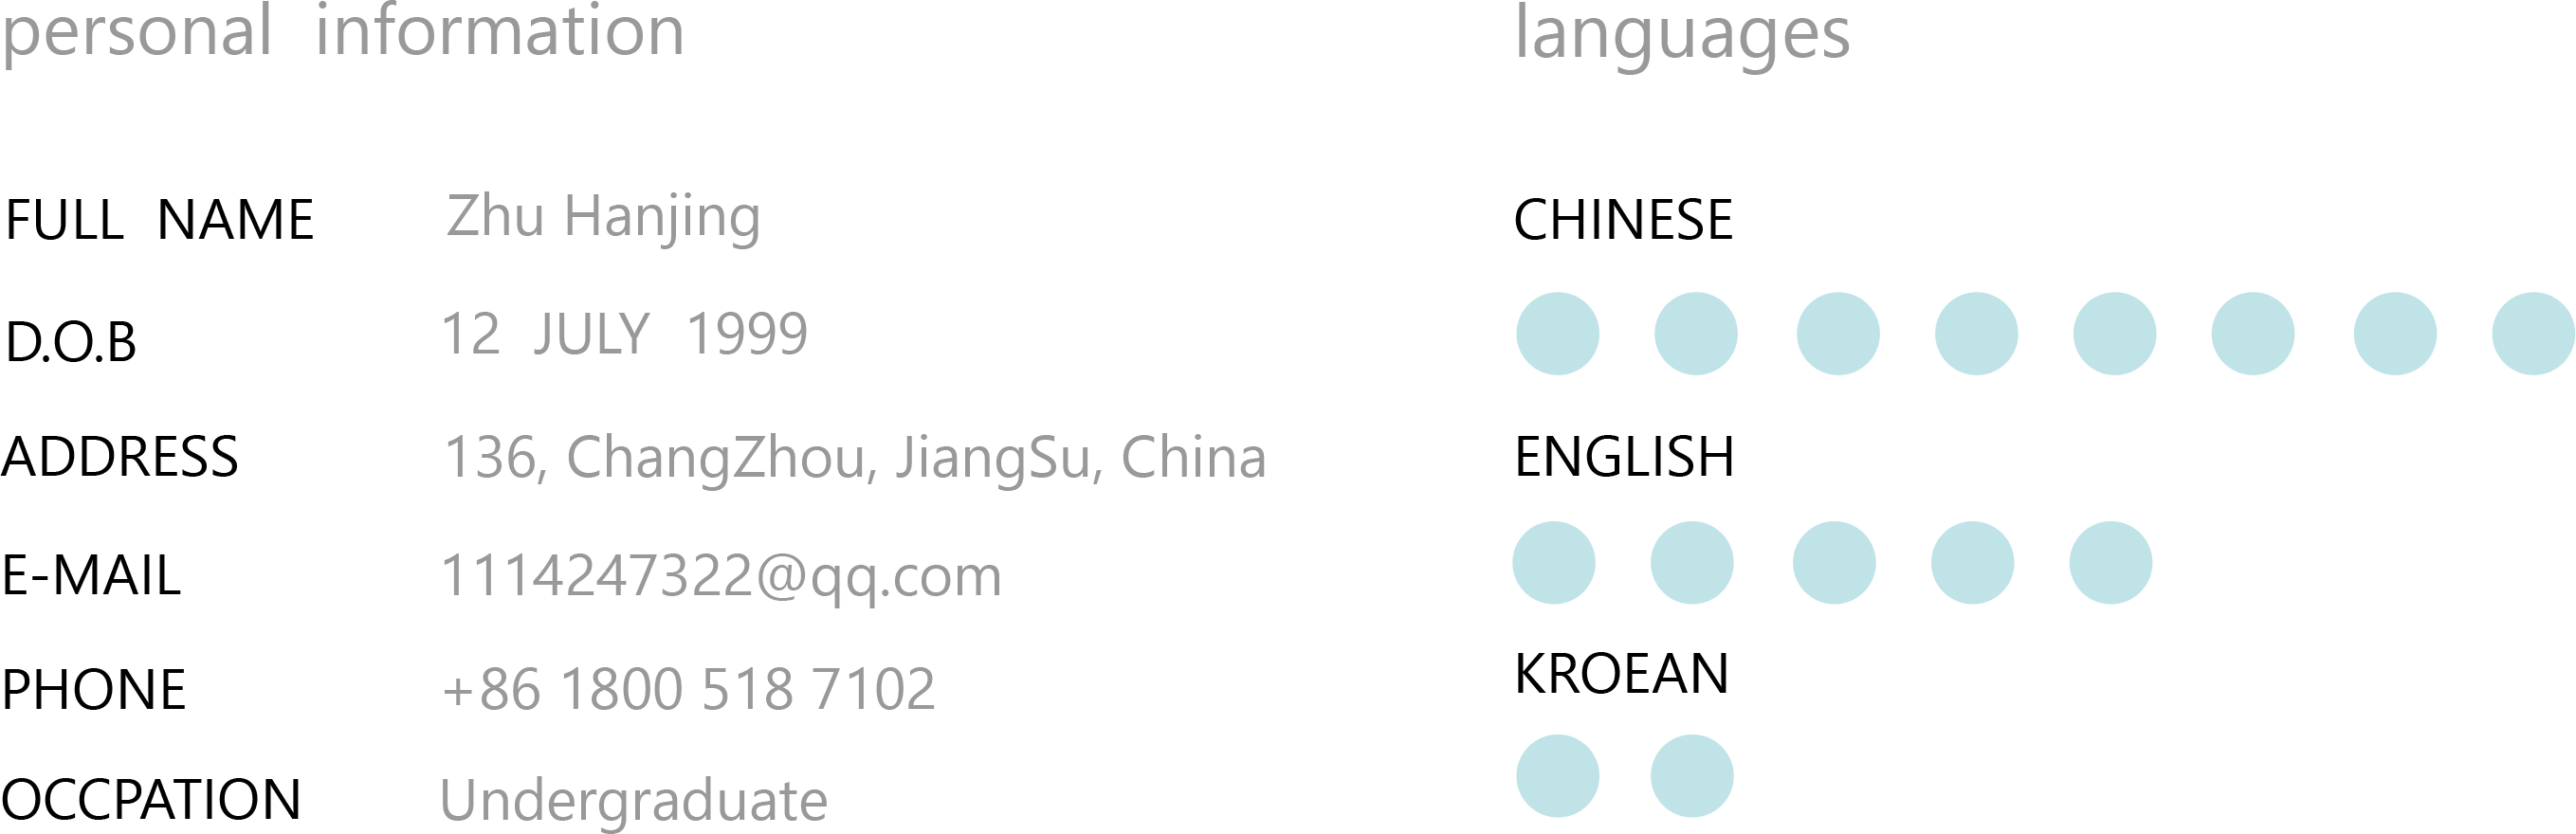 personal information
FULL NAME Zhu Hanjing
D.O.B 12 JULY 1999
ADDRESS 136, ChangZhou, JiangSu, China
E-MAIL 1114247322@qq.com
PHONE +86 1800 518 7102
OCCPATION Undergraduate
languages
CHINESE
ENGLISH
KROEAN